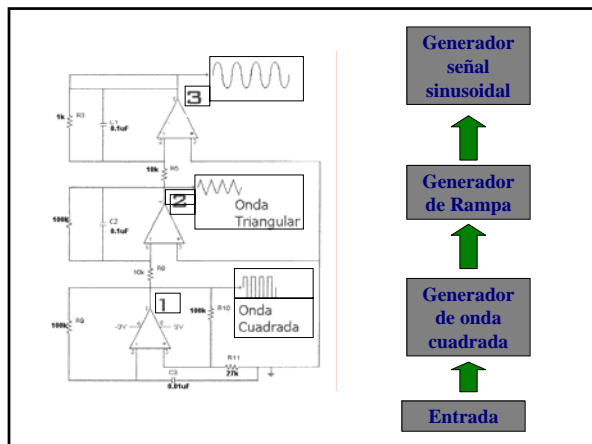 3
1k
R3
C1
0.1uF
R5
10k
2
Onda
Triangular
100k
C2
0.1uF
10k
1
Onda
Cuadrada
R9
100k
-9V
9V
100k
R10
R11
27k
C3
0.01uF
Generador
señal
sinusoidal
Generador
de Rampa
Generador
de onda
cuadrada
Entrada